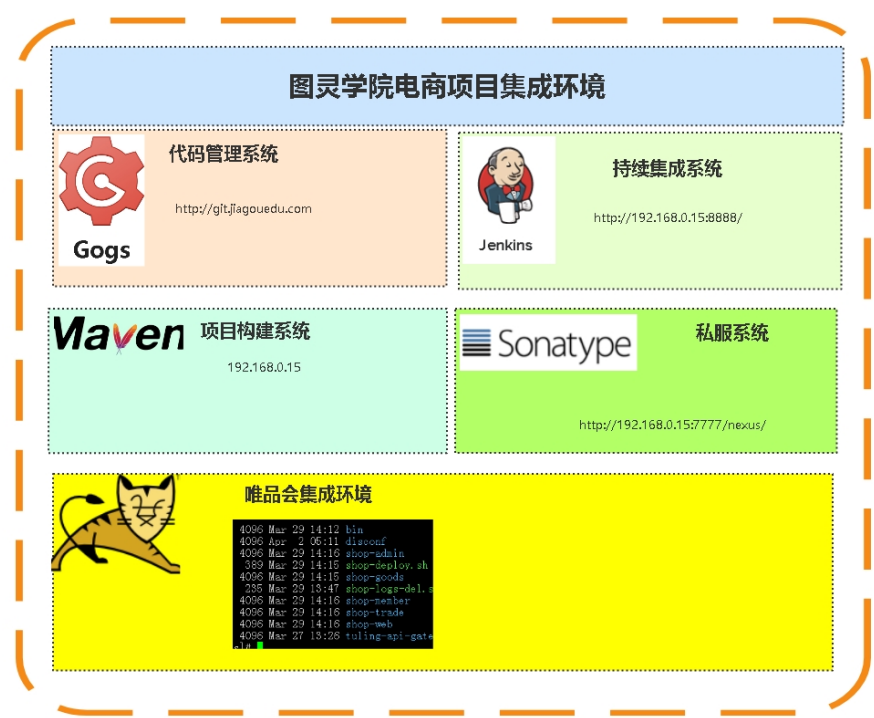 图灵学院电商项目集成环境
代码管理系统
http://git.jiagouedu.com
Gogs
持续集成系统
http://192.168.0.15:8888/
Jenkins
Maven
项目构建系统
192.168.0.15
Sonatype
私服系统
http://192.168.0.15:7777/nexus/
唯品会集成环境
4096 Mar 29 14:12 bin
4096 Apr 2 05:11 disconf
4096 Mar 29 14:16 shop-admin
389 Mar 29 14:15 shop-deploy.sh
4096 Mar 29 14:15 shop-goods
235 Mar 29 13:47 shop-logs-del.s
4096 Mar 29 14:16 shop-member
4096 Mar 29 14:16 shop-trade
4096 Mar 29 14:16 shop-web
4096 Mar 27 13:26 tuling-api-gate